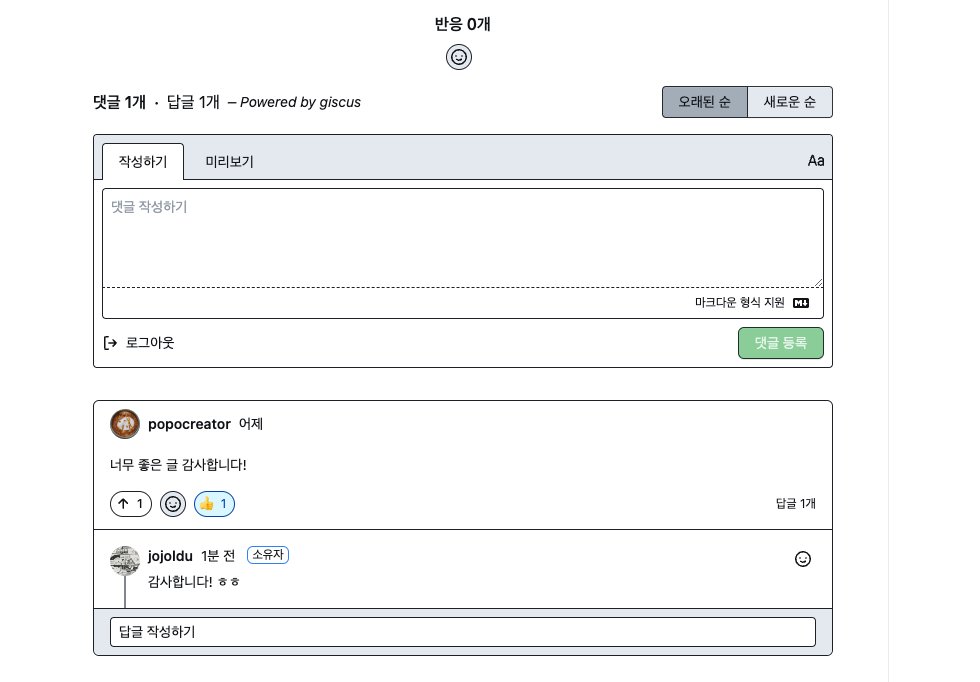 반응 0개
댓글 1개 · 답글 1개 – Powered by giscus
오래된 순 새로운 순
작성하기 미리보기 Aa
댓글 작성하기
마크다운 형식 지원
로그아웃 댓글 등록
popocreator 어제
너무 좋은 글 감사합니다!
↑ 1 👍 1 답글 1개
jojoldu 1분 전 소유자
감사합니다! ㅎㅎ
답글 작성하기